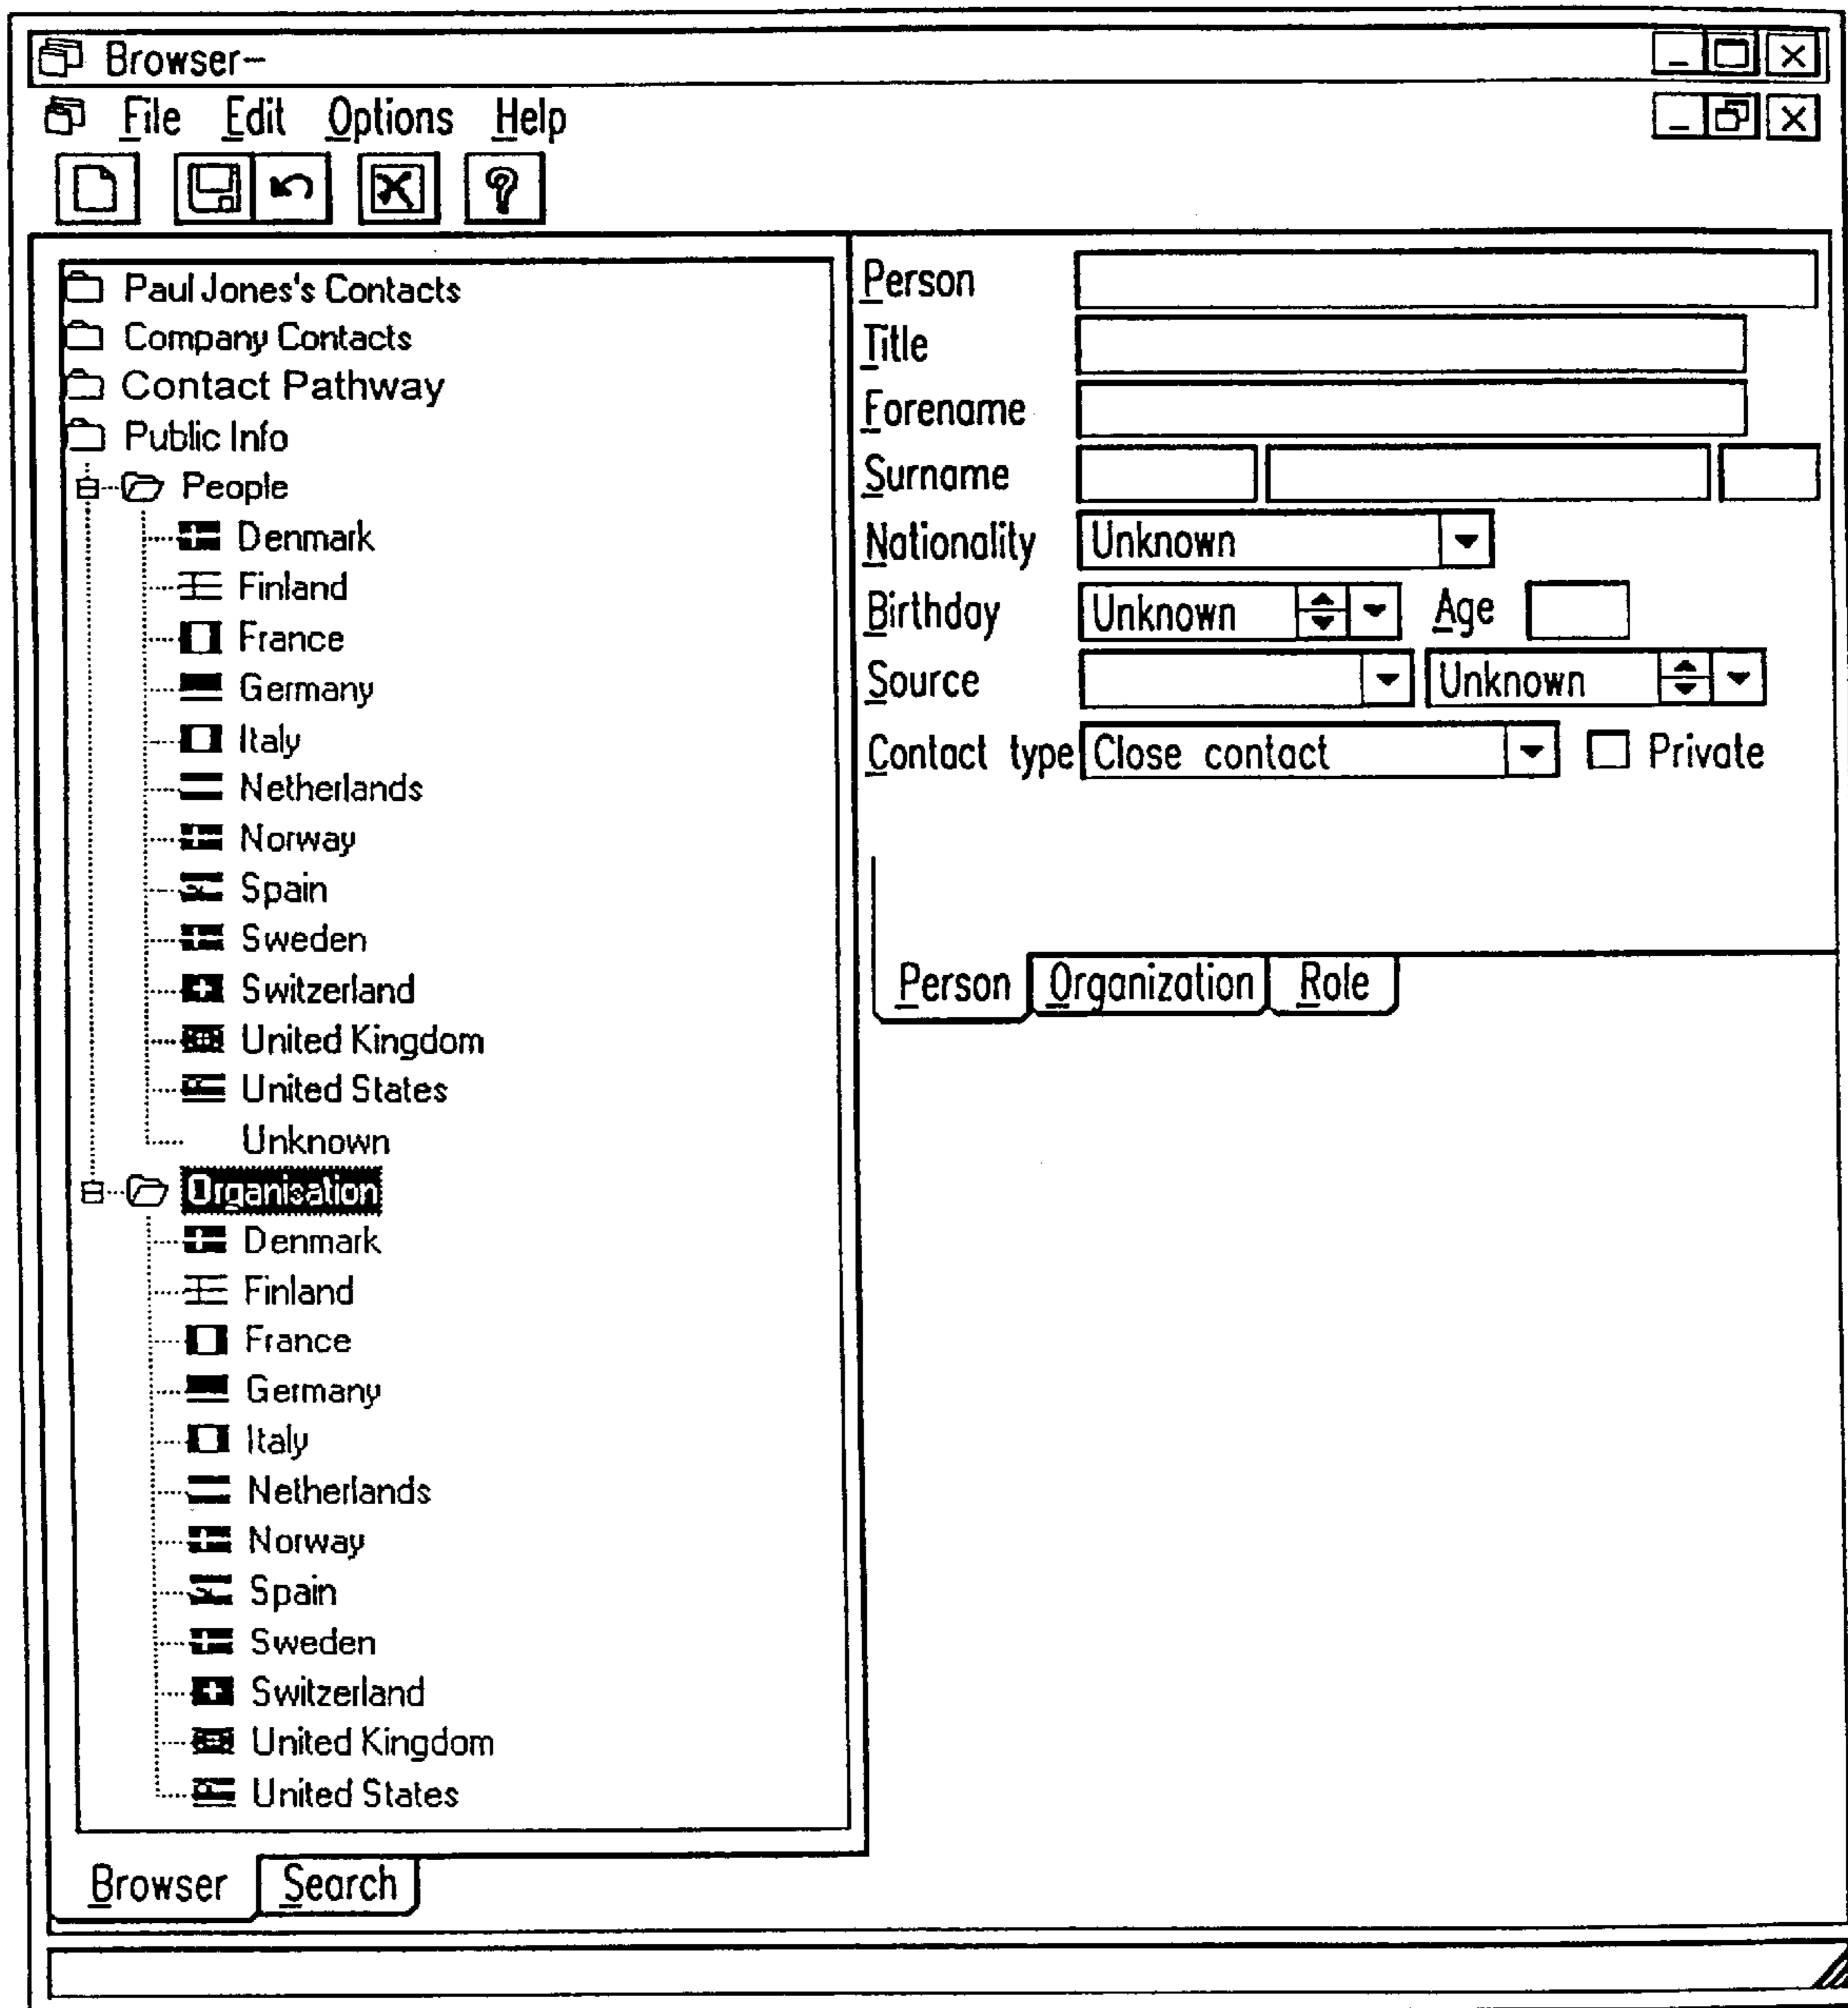 Browser-
File Edit Options Help
Paul Jones's Contacts
Company Contacts
Contact Pathway
Public Info
People
Denmark
Finland
France
Germany
Italy
Netherlands
Norway
Spain
Sweden
Switzerland
United Kingdom
United States
Unknown
Organisation
Denmark
Finland
France
Germany
Italy
Netherlands
Norway
Spain
Sweden
Switzerland
United Kingdom
United States
Browser Search
Person
Title
Forename
Surname
Nationality Unknown
Birthday Unknown Age
Source Unknown
Contact type Close contact Private
Person Organization Role